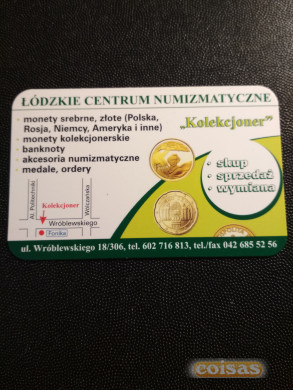 ŁÓDZKIE CENTRUM NUMIZMATYCZNE
„Kolekcjoner”
· monety srebrne, złote (Polska,
Rosja, Niemcy, Ameryka i inne)
· monety kolekcjonerskie
· banknoty
· akcesoria numizmatyczne
· medale, ordery
· skup
· sprzedaż
· wymiana
Al. Politechniki
Kolekcjoner
Wólczańska
Wróblewskiego
Fonika
ul. Wróblewskiego 18/306, tel. 602 716 813, tel./fax 042 685 52 56
coisas